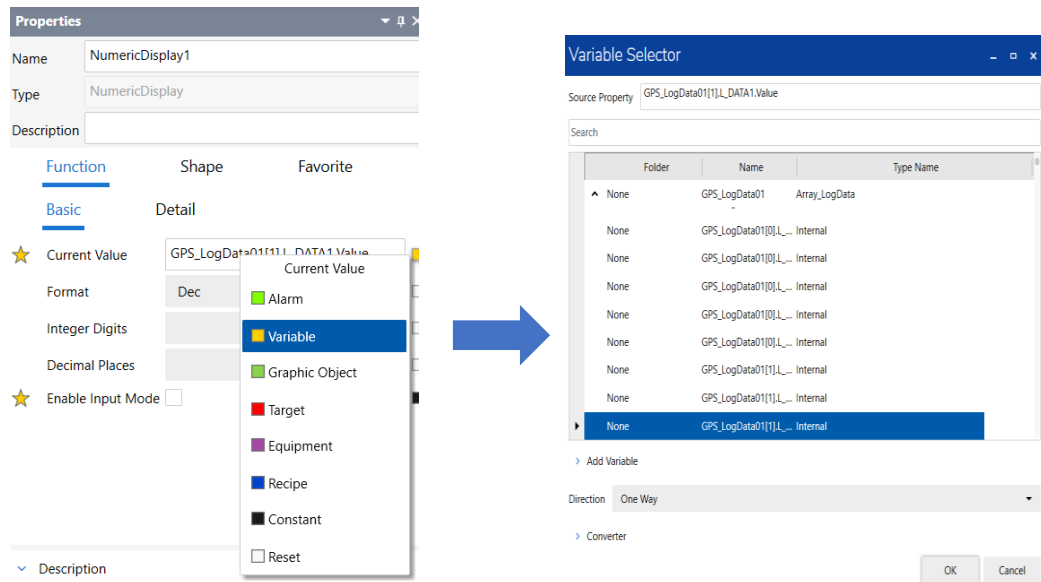 Properties
Name NumericDisplay1
Type NumericDisplay
Description
Function Shape Favorite
Basic Detail
Current Value GPS_LogData01[1].L_DATA1.Value
Current Value
Format Dec
Alarm
Integer Digits
Variable
Decimal Places
Graphic Object
Enable Input Mode
Target
Equipment
Recipe
Constant
Reset
Description
Variable Selector
Source Property GPS_LogData01[1].L_DATA1.Value
Search
Folder Name Type Name
None GPS_LogData01 Array_LogData
None GPS_LogData01[0].L_... Internal
None GPS_LogData01[0].L_... Internal
None GPS_LogData01[0].L_... Internal
None GPS_LogData01[0].L_... Internal
None GPS_LogData01[0].L_... Internal
None GPS_LogData01[1].L_... Internal
None GPS_LogData01[1].L_... Internal
None GPS_LogData01[1].L_... Internal
Add Variable
Direction One Way
Converter
OK Cancel